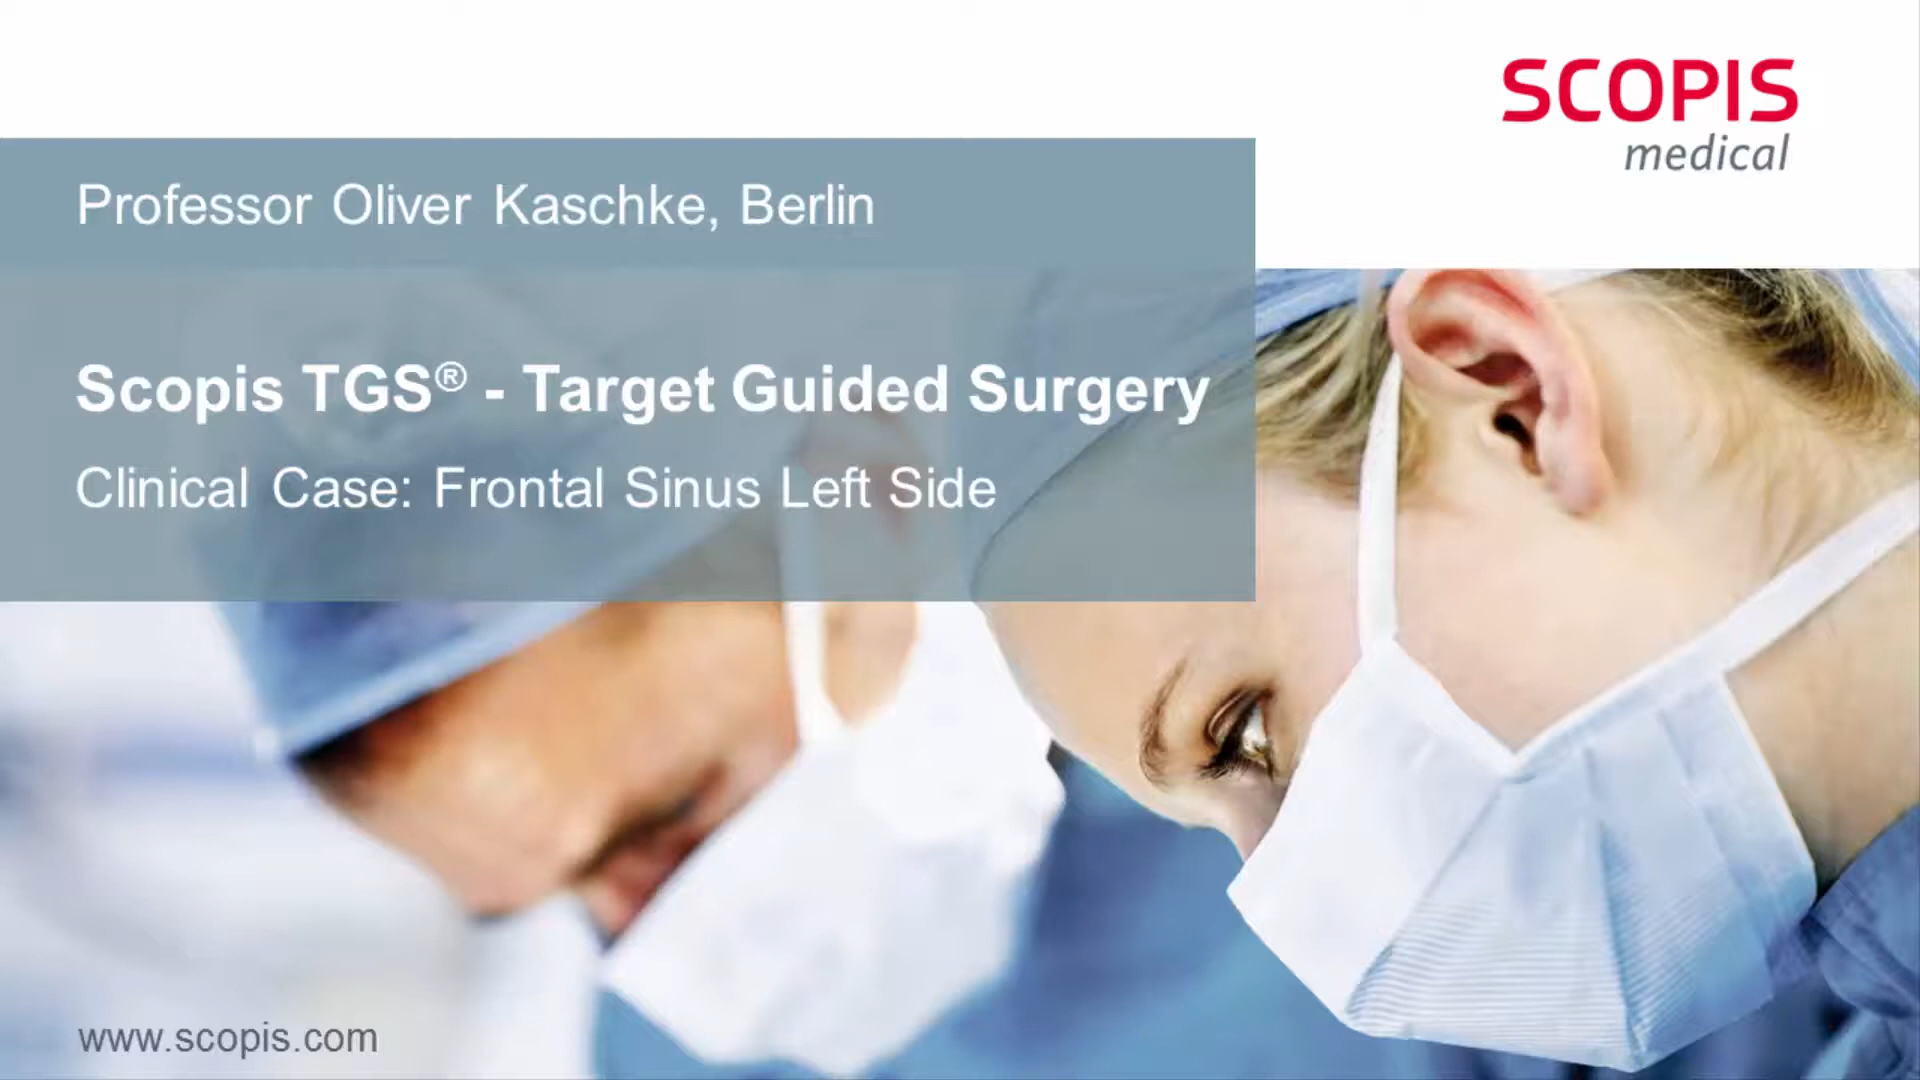 SCOPIS
medical
Professor Oliver Kaschke, Berlin
Scopis TGS® - Target Guided Surgery
Clinical Case: Frontal Sinus Left Side
www.scopis.com